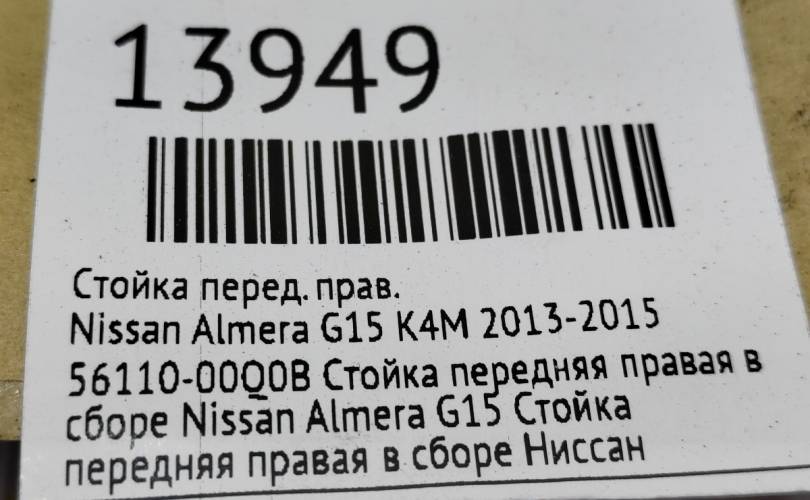 13949
Стойка перед. прав.
Nissan Almera G15 K4M 2013-2015
56110-00Q0B Стойка передняя правая в
сборе Nissan Almera G15 Стойка
передняя правая в сборе Ниссан